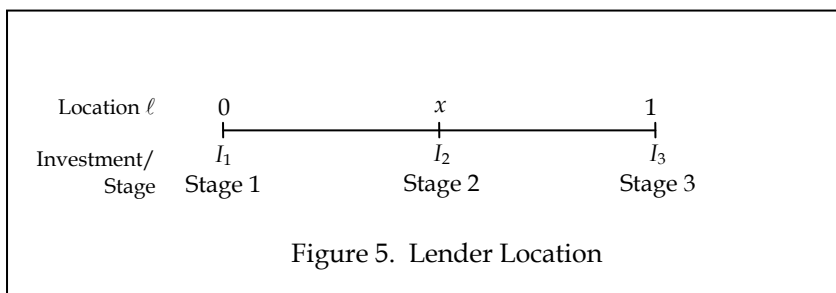 Location ℓ 0 x 1
Investment/ I₁ I₂ I₃
Stage Stage 1 Stage 2 Stage 3
Figure 5. Lender Location